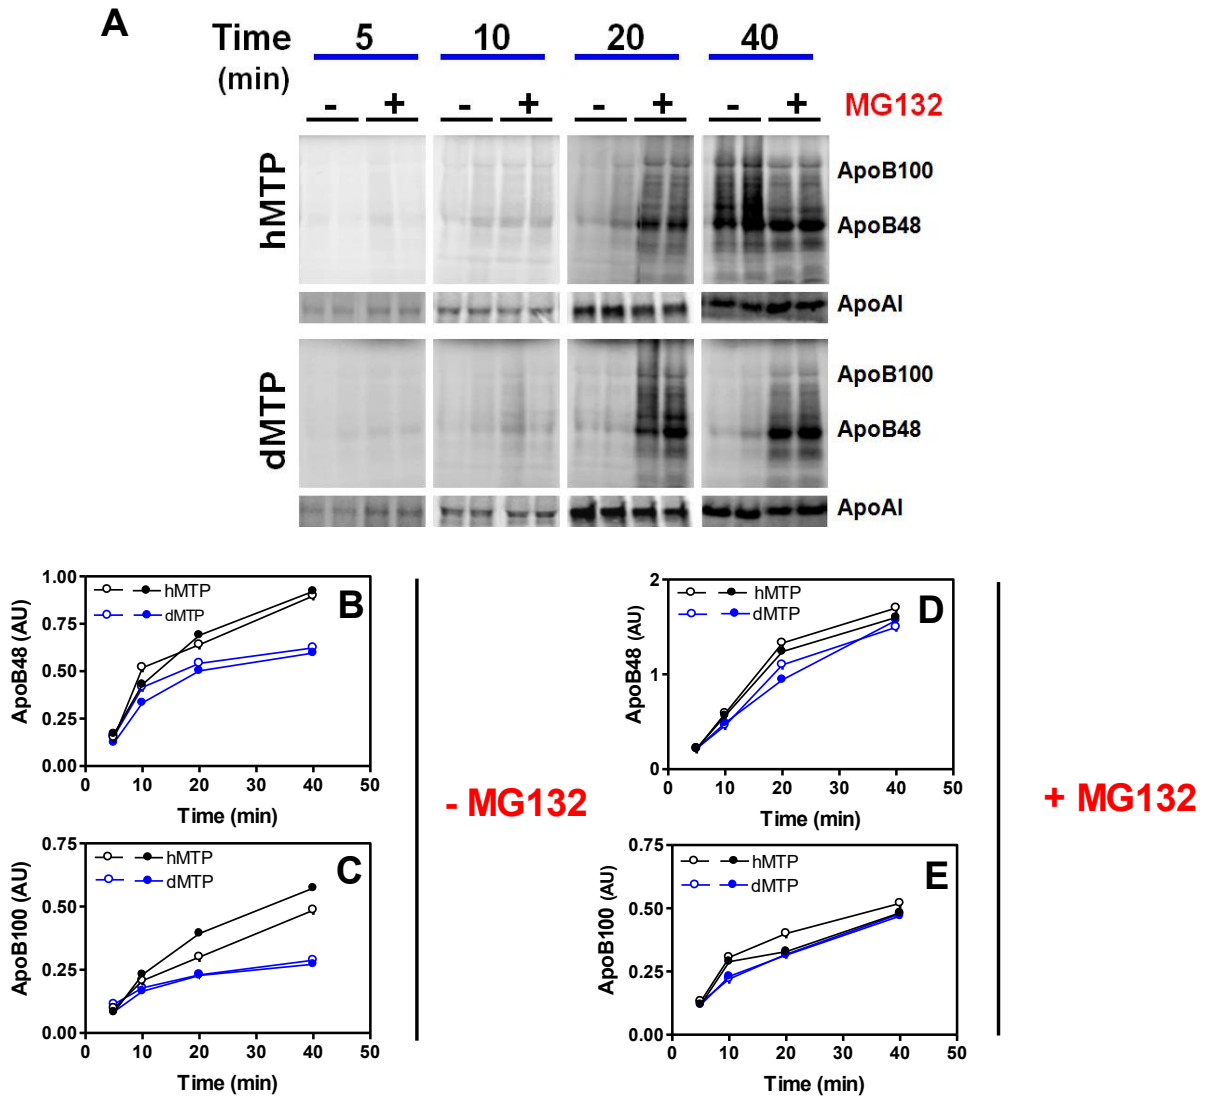 A
Time 5 10 20 40
(min)
- + - + - + - + MG132
hMTP
ApoB100
ApoB48
ApoAI
dMTP
ApoB100
ApoB48
ApoAI
B
hMTP
dMTP
ApoB48 (AU)
1.00
0.75
0.50
0.25
0.00
0 10 20 30 40 50
Time (min)
C
hMTP
dMTP
ApoB100 (AU)
0.75
0.50
0.25
0.00
0 10 20 30 40 50
Time (min)
- MG132
D
hMTP
dMTP
ApoB48 (AU)
2
1
0
0 10 20 30 40 50
Time (min)
E
hMTP
dMTP
ApoB100 (AU)
0.75
0.50
0.25
0.00
0 10 20 30 40 50
Time (min)
+ MG132